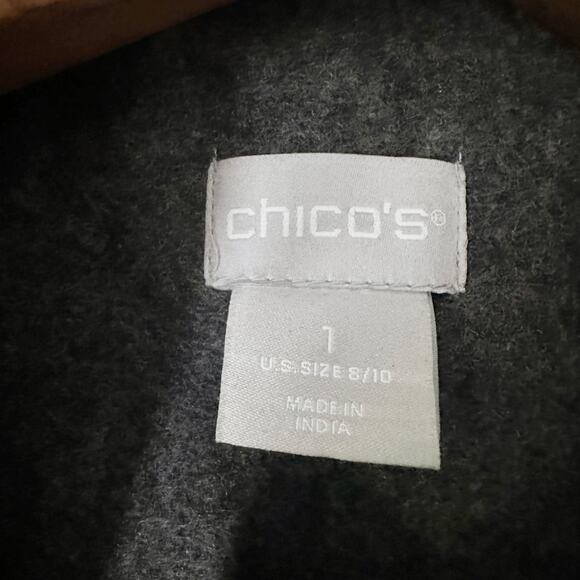 chico's®
1
U.S. SIZE 8/10
MADE IN
INDIA